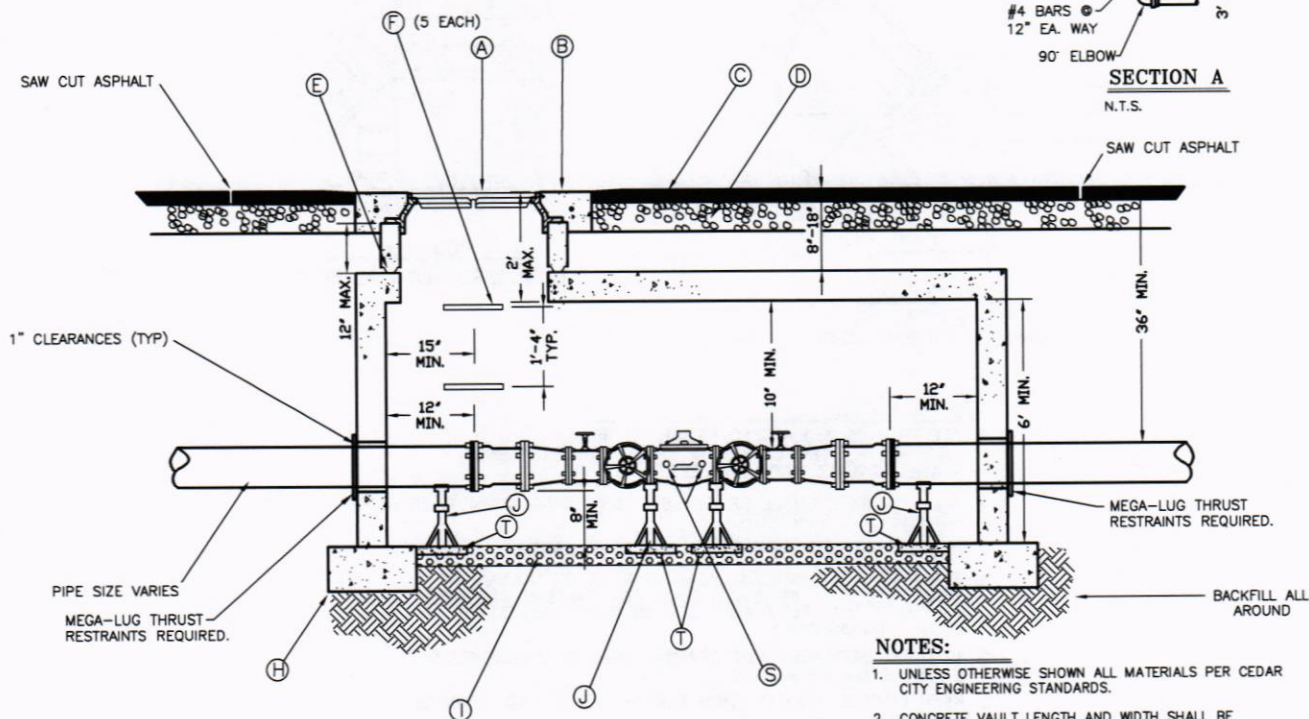 #4 BARS @
12" EA. WAY
90° ELBOW
3'
SECTION A
N.T.S.
F (5 EACH)
A
B
SAW CUT ASPHALT
E
C
D
SAW CUT ASPHALT
8"-18"
2' MAX.
12" MAX.
36" MIN.
1" CLEARANCES (TYP)
15" MIN.
1'-4" TYP.
10" MIN.
12" MIN.
12" MIN.
6' MIN.
8" MIN.
J
J
T
T
MEGA-LUG THRUST
RESTRAINTS REQUIRED.
PIPE SIZE VARIES
MEGA-LUG THRUST
RESTRAINTS REQUIRED.
BACKFILL ALL
AROUND
T
H
I
J
S
NOTES:
1. UNLESS OTHERWISE SHOWN ALL MATERIALS PER CEDAR
CITY ENGINEERING STANDARDS.
2. CONCRETE VAULT LENGTH AND WIDTH SHALL BE